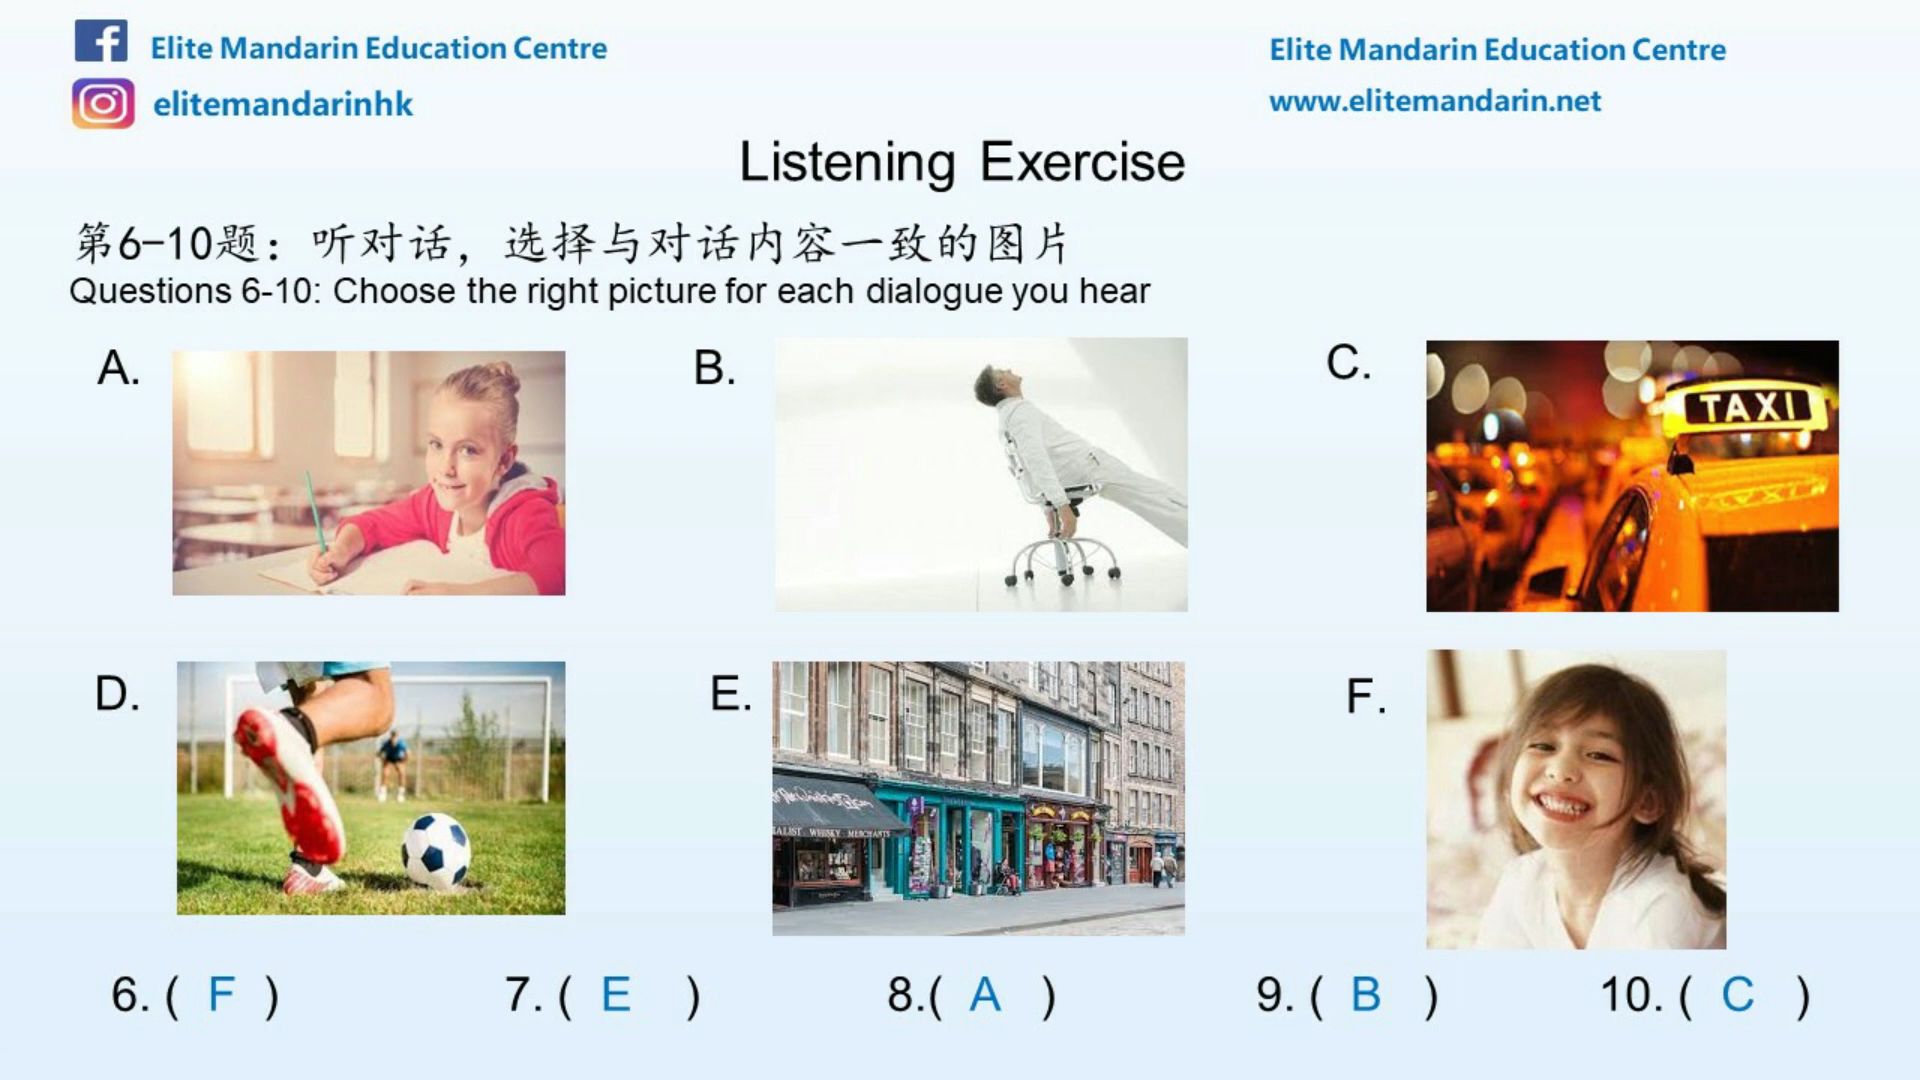 Elite Mandarin Education Centre
elitemandarinhk
Elite Mandarin Education Centre
www.elitemandarin.net
Listening Exercise
第6-10题：听对话，选择与对话内容一致的图片
Questions 6-10: Choose the right picture for each dialogue you hear
A.
B.
C.
TAXI
D.
E.
WHISKY MERCHANTS
F.
6. ( F )
7. ( E )
8.( A )
9. ( B )
10. ( C )